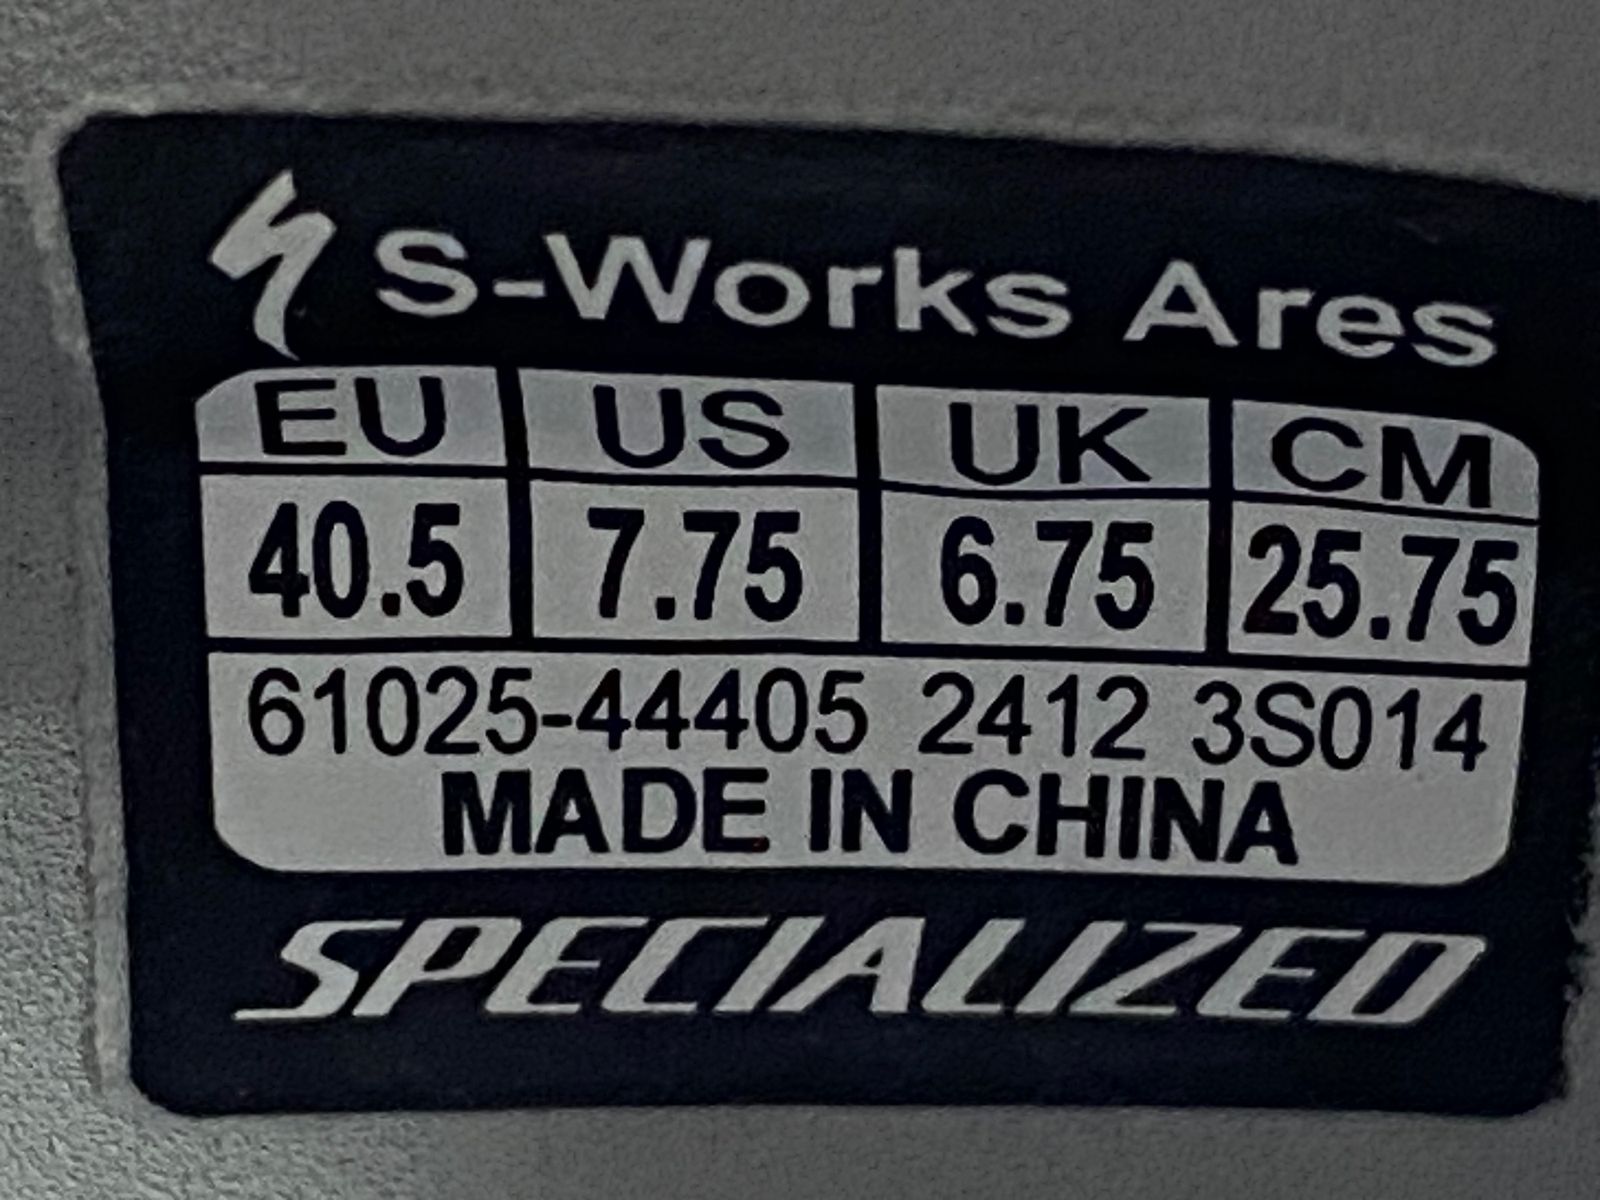 S-Works Ares
EU US UK CM
40.5 7.75 6.75 25.75
61025-44405 2412 3S014
MADE IN CHINA
SPECIALIZED